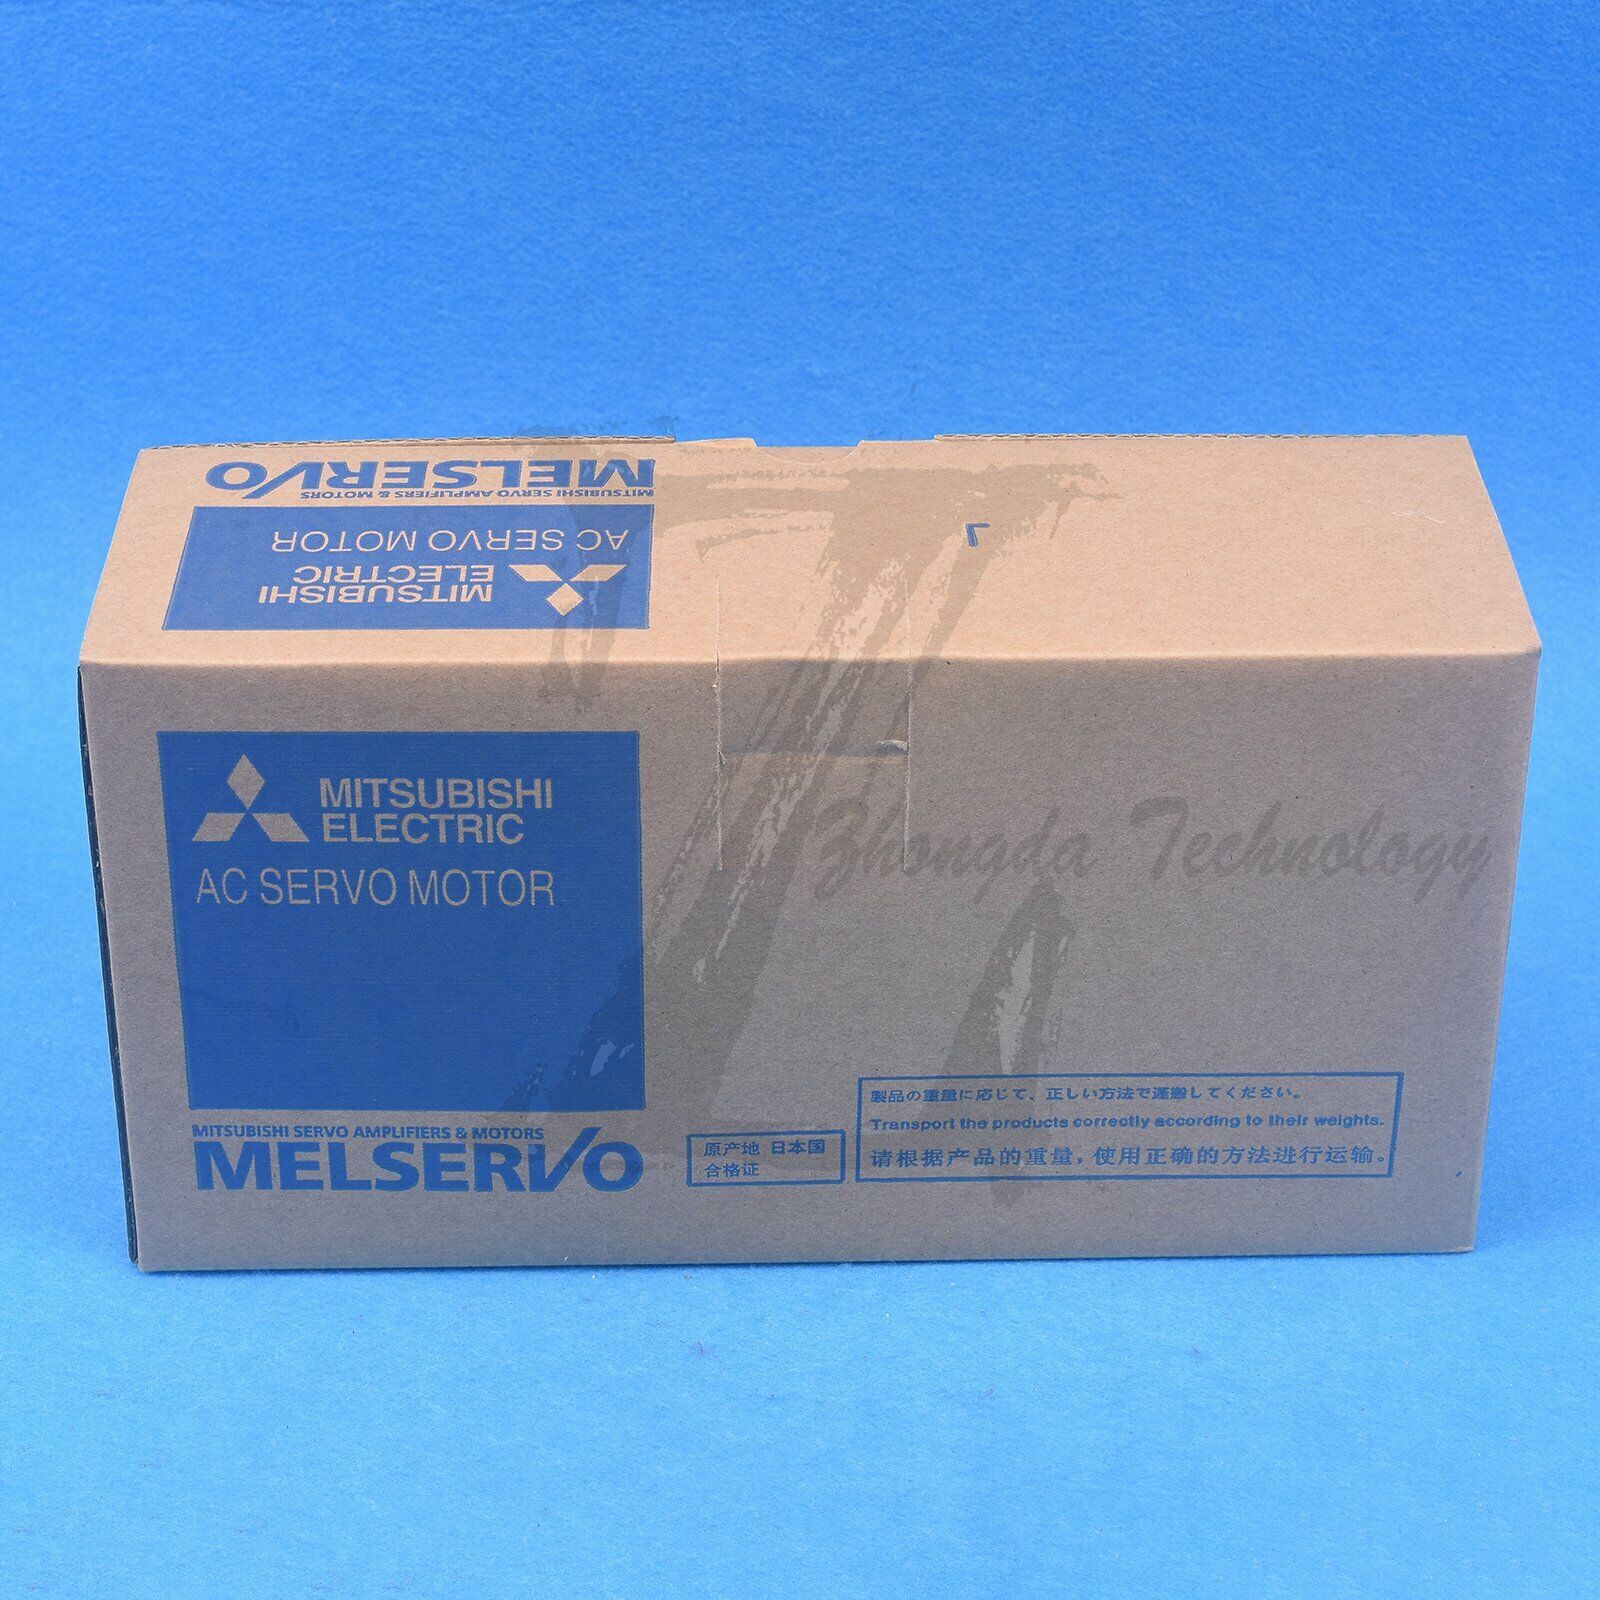 MELSERVO
MITSUBISHI SERVO AMPLIFIERS & MOTORS
AC SERVO MOTOR
MITSUBISHI
ELECTRIC
MITSUBISHI
ELECTRIC
AC SERVO MOTOR
Zhongda Technology
MITSUBISHI SERVO AMPLIFIERS & MOTORS
MELSERVO
原产地 日本国
合格证
製品の重量に応じて、正しい方法で運搬してください。
Transport the products correctly according to their weights.
请根据产品的重量，使用正确的方法进行运输。